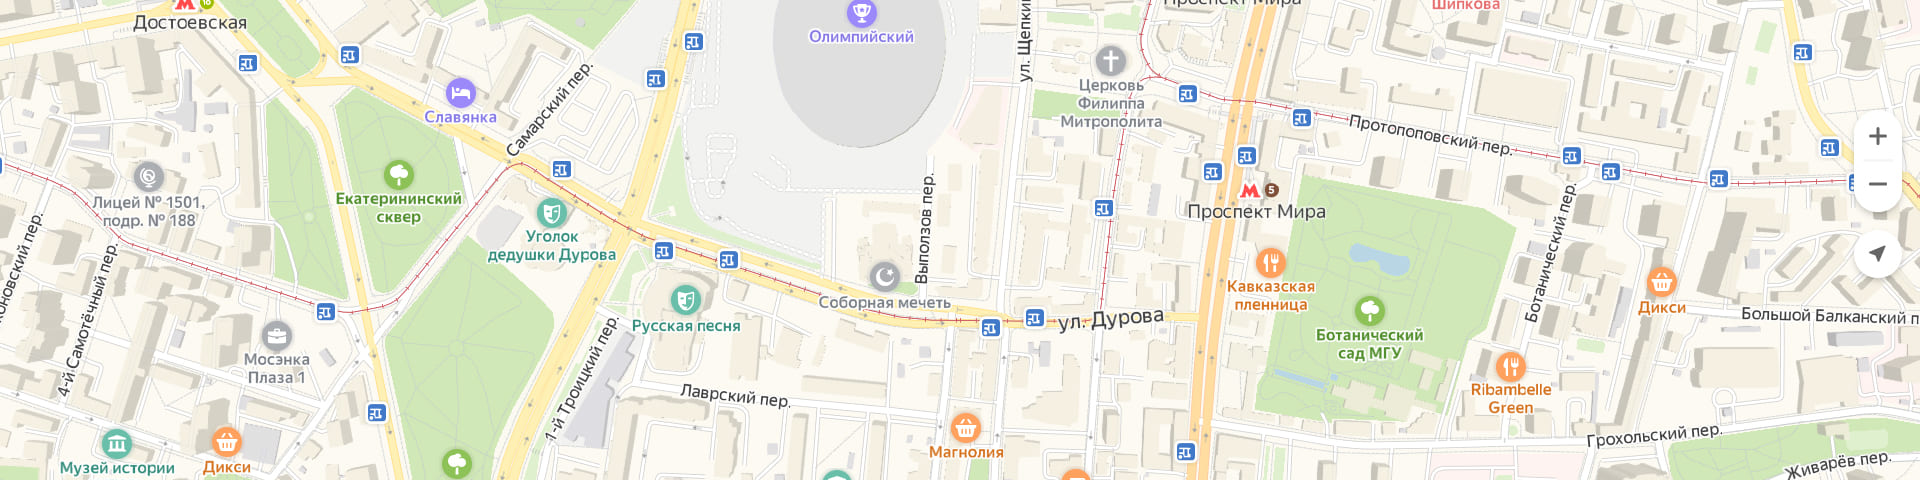 Достоевская
10
Олимпийский
ул. Щепки
Проспект Мира
Шипкова
Славянка
Самарский пер.
Церковь
Филиппа
Митрополита
Протопоповский пер.
Екатерининский
сквер
Лицей № 1501,
подр. № 188
Уголок
дедушки Дурова
Выползов пер.
Проспект Мира
5
Ботанический пер.
4-й Самотёчный пер.
Соборная мечеть
Русская песня
ул. Дурова
Кавказская
пленница
Ботанический
сад МГУ
Дикси
Большой Балканский п
Мосэнка
Плаза 1
1-й Троицкий пер.
Лаврский пер.
Ribambelle
Green
Магнолия
Грохольский пер.
Живарёв пер.
Музей истории
Дикси